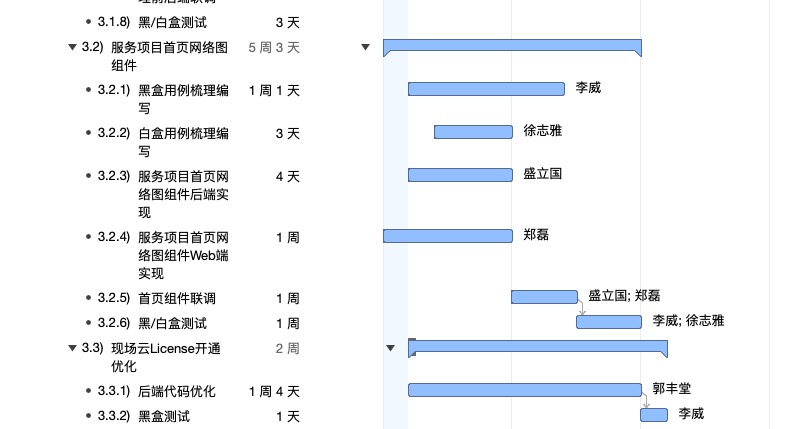 3.1.8) 黑/白盒测试 3 天
3.2) 服务项目首页网络图 5 周 3 天
组件
3.2.1) 黑盒用例梳理编 1 周 1 天 李威
写
3.2.2) 白盒用例梳理编 3 天 徐志雅
写
3.2.3) 服务项目首页网 4 天 盛立国
络图组件后端实
现
3.2.4) 服务项目首页网 1 周 郑磊
络图组件Web端
实现
3.2.5) 首页组件联调 1 周 盛立国; 郑磊
3.2.6) 黑/白盒测试 1 周 李威; 徐志雅
3.3) 现场云License开通 2 周
优化
3.3.1) 后端代码优化 1 周 4 天 郭丰堂
3.3.2) 黑盒测试 1 天 李威